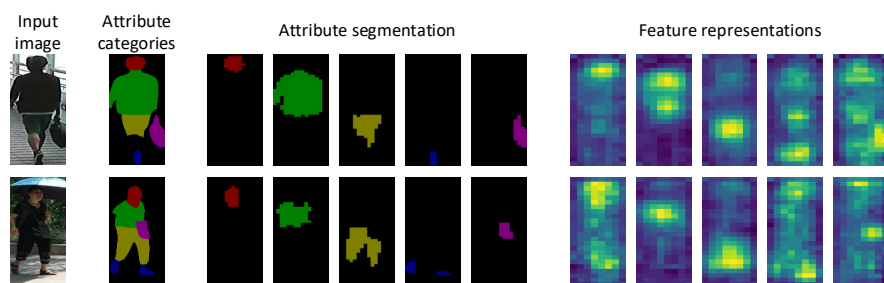 Input
image
Attribute
categories
Attribute segmentation
Feature representations